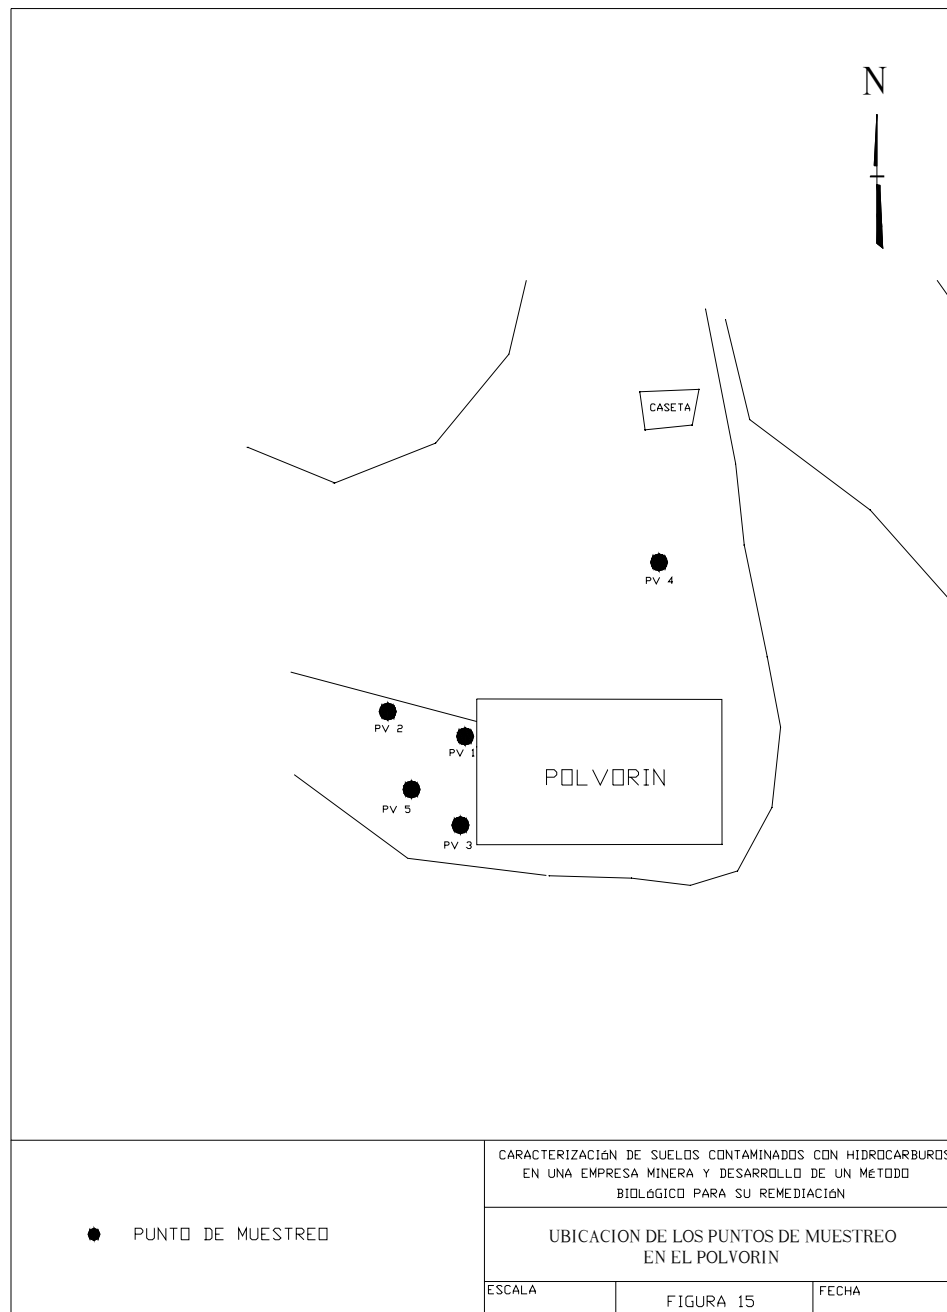 N
CASETA
PV 4
PV 2
PV 1
POLVORIN
PV 5
PV 3
CARACTERIZACIóN DE SUELOS CONTAMINADOS CON HIDROCARBUROS
EN UNA EMPRESA MINERA Y DESARROLLO DE UN MéTODO
BIOLóGICO PARA SU REMEDIACIóN
PUNTO DE MUESTREO
UBICACION DE LOS PUNTOS DE MUESTREO
EN EL POLVORIN
ESCALA
FIGURA 15
FECHA